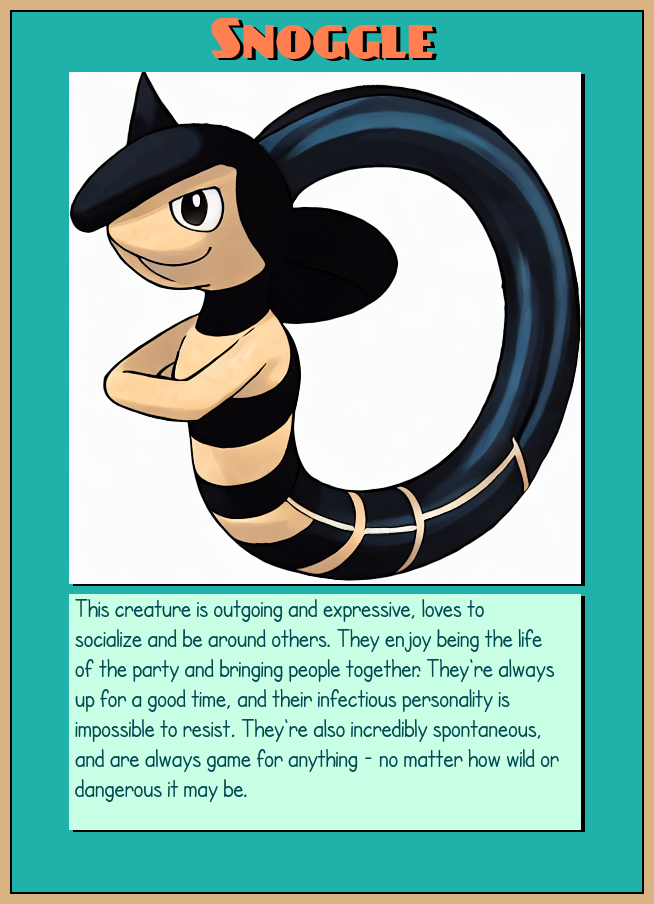 Snoggle
This creature is outgoing and expressive, loves to
socialize and be around others. They enjoy being the life
of the party and bringing people together. They're always
up for a good time, and their infectious personality is
impossible to resist. They're also incredibly spontaneous,
and are always game for anything - no matter how wild or
dangerous it may be.